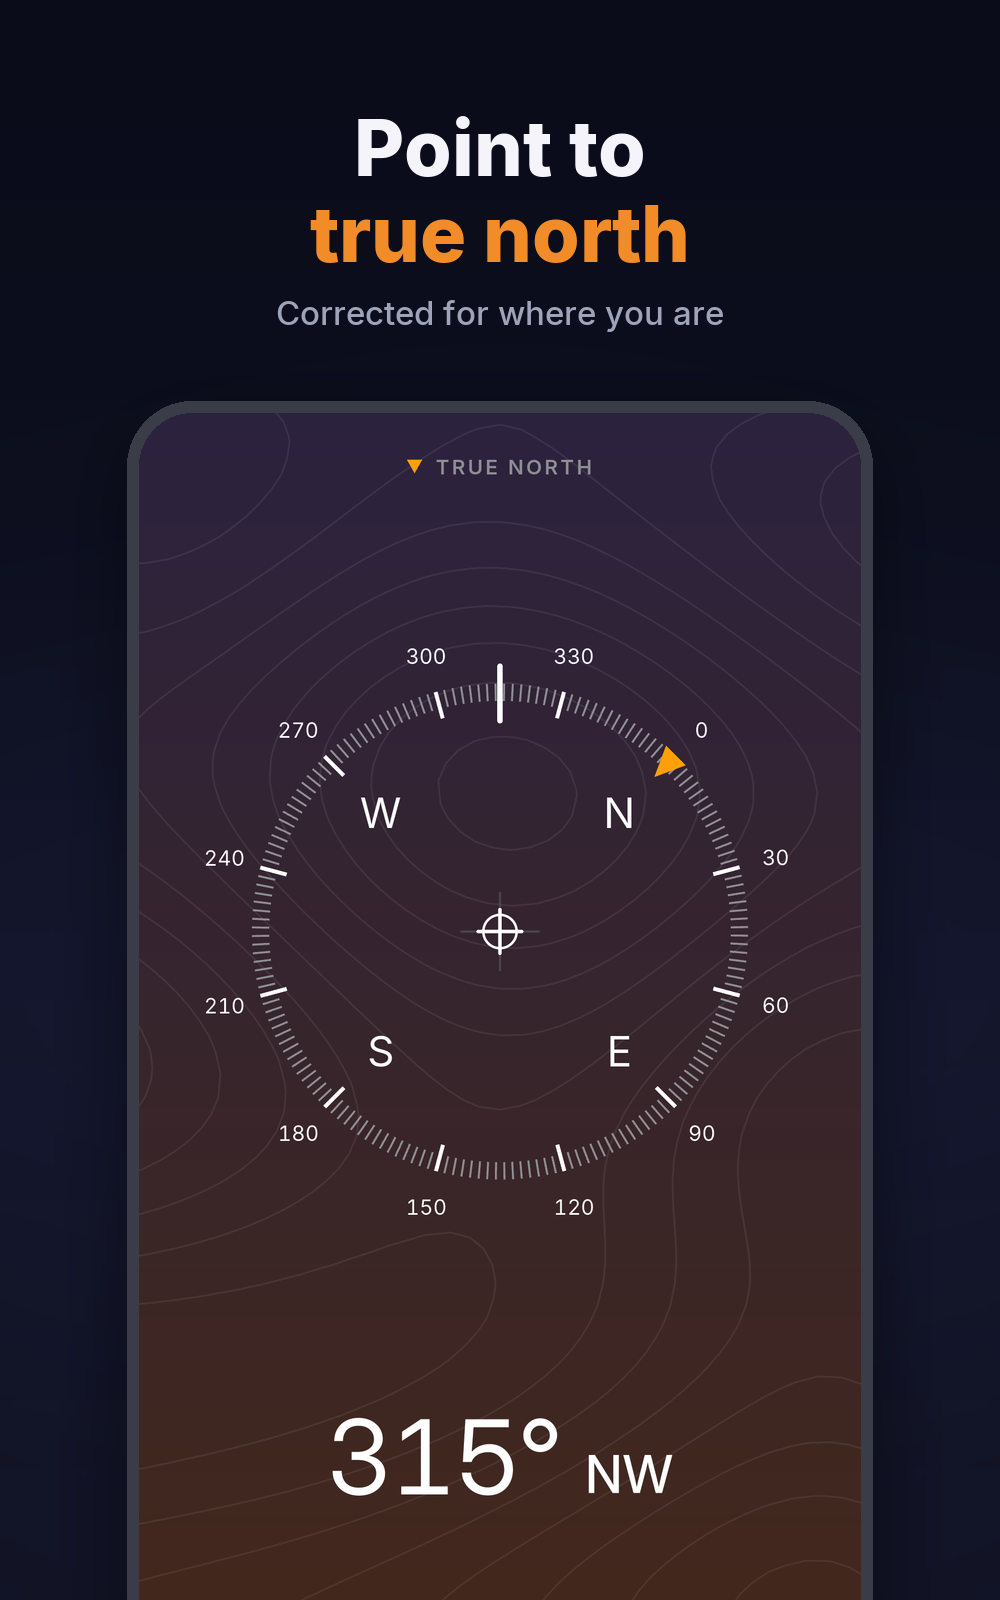 Point to
true north
Corrected for where you are
TRUE NORTH
300
330
270
0
W
N
240
30
210
60
S
E
180
90
150
120
315° NW